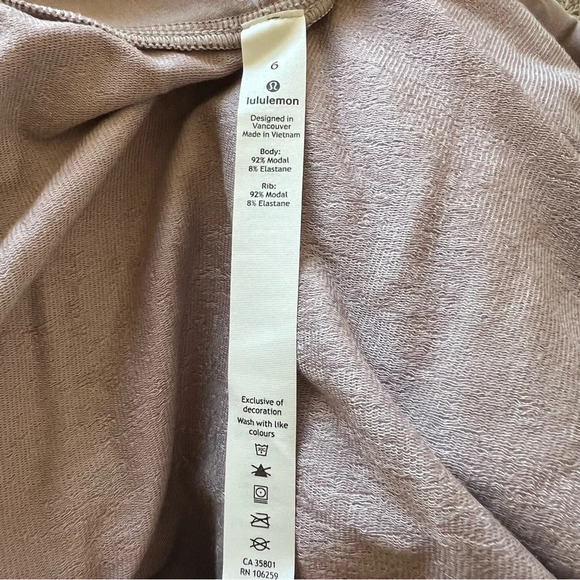 6
lululemon
Designed in
Vancouver
Made in Vietnam
Body:
92% Modal
8% Elastane
Rib:
92% Modal
8% Elastane
Exclusive of
decoration
Wash with like
colours
CA 35801
RN 106259